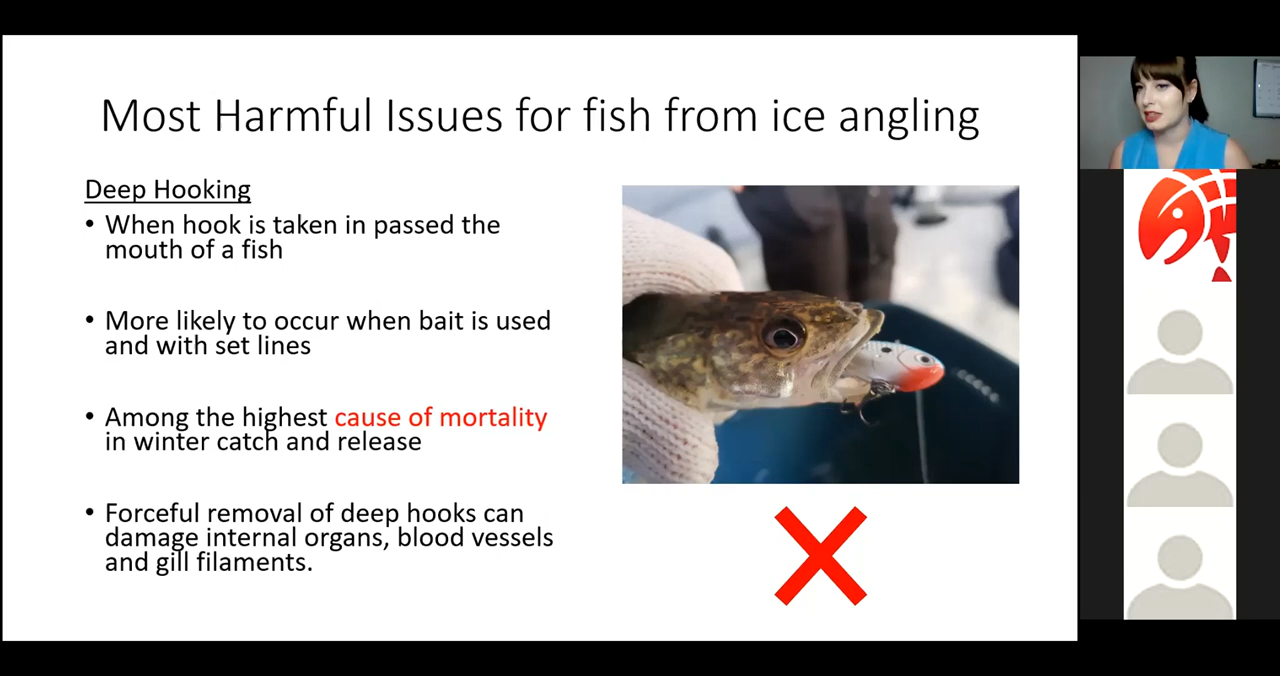 Most Harmful Issues for fish from ice angling
Deep Hooking
• When hook is taken in passed the
mouth of a fish
• More likely to occur when bait is used
and with set lines
• Among the highest cause of mortality
in winter catch and release
• Forceful removal of deep hooks can
damage internal organs, blood vessels
and gill filaments.